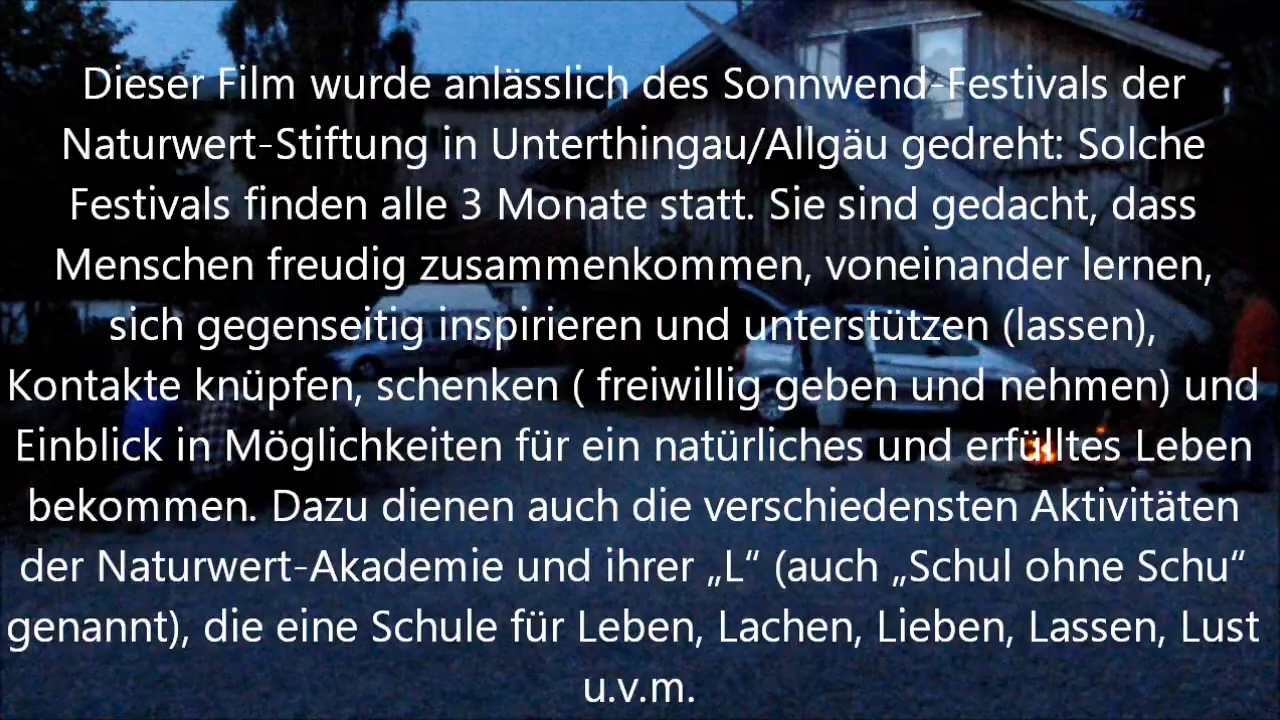 Dieser Film wurde anlässlich des Sonnwend-Festivals der
Naturwert-Stiftung in Unterthingau/Allgäu gedreht: Solche
Festivals finden alle 3 Monate statt. Sie sind gedacht, dass
Menschen freudig zusammenkommen, voneinander lernen,
sich gegenseitig inspirieren und unterstützen (lassen),
Kontakte knüpfen, schenken ( freiwillig geben und nehmen) und
Einblick in Möglichkeiten für ein natürliches und erfülltes Leben
bekommen. Dazu dienen auch die verschiedensten Aktivitäten
der Naturwert-Akademie und ihrer „L“ (auch „Schul ohne Schu“
genannt), die eine Schule für Leben, Lachen, Lieben, Lassen, Lust
u.v.m.